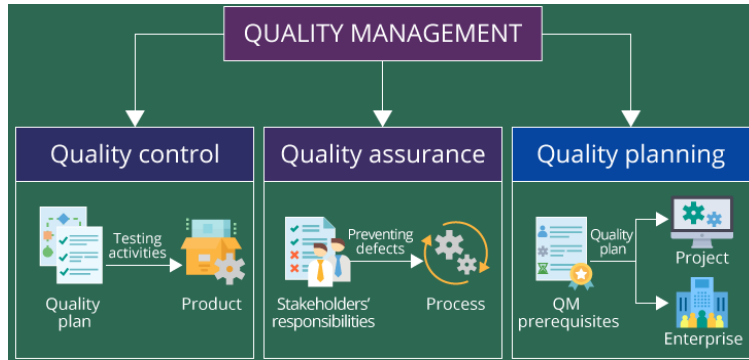 QUALITY MANAGEMENT
Quality control
Testing
activities
Quality
plan
Product
Quality assurance
Preventing
defects
Stakeholders'
responsibilities
Process
Quality planning
Quality
plan
QM
prerequisites
Project
Enterprise